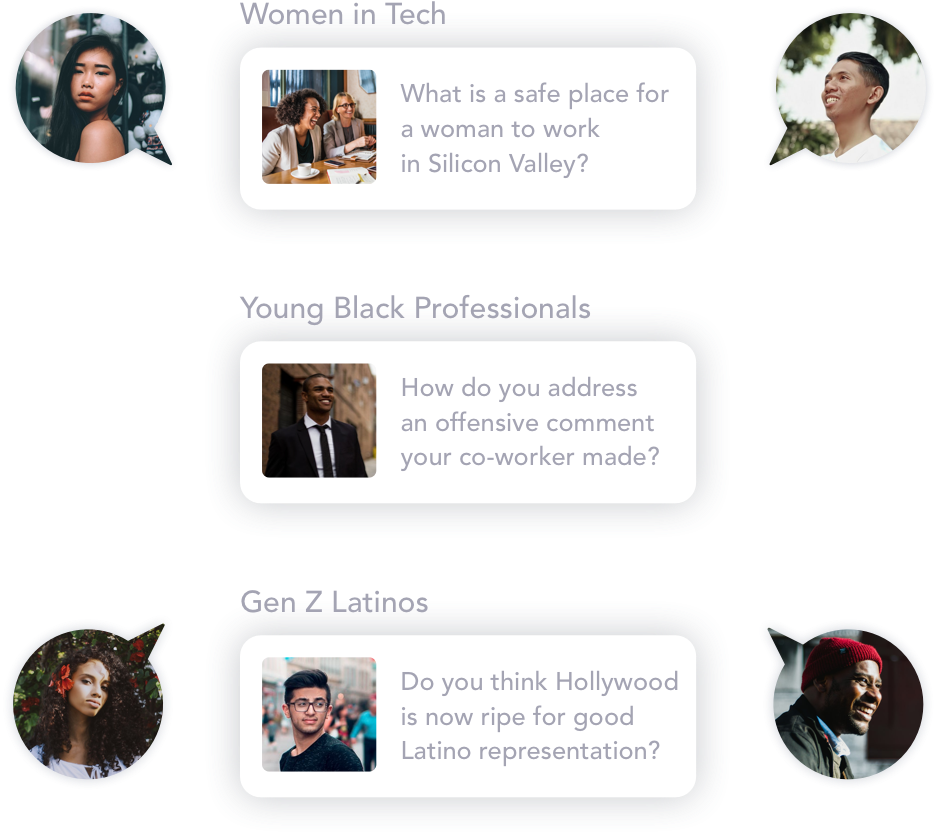 Women in Tech
What is a safe place for
a woman to work
in Silicon Valley?
Young Black Professionals
How do you address
an offensive comment
your co-worker made?
Gen Z Latinos
Do you think Hollywood
is now ripe for good
Latino representation?